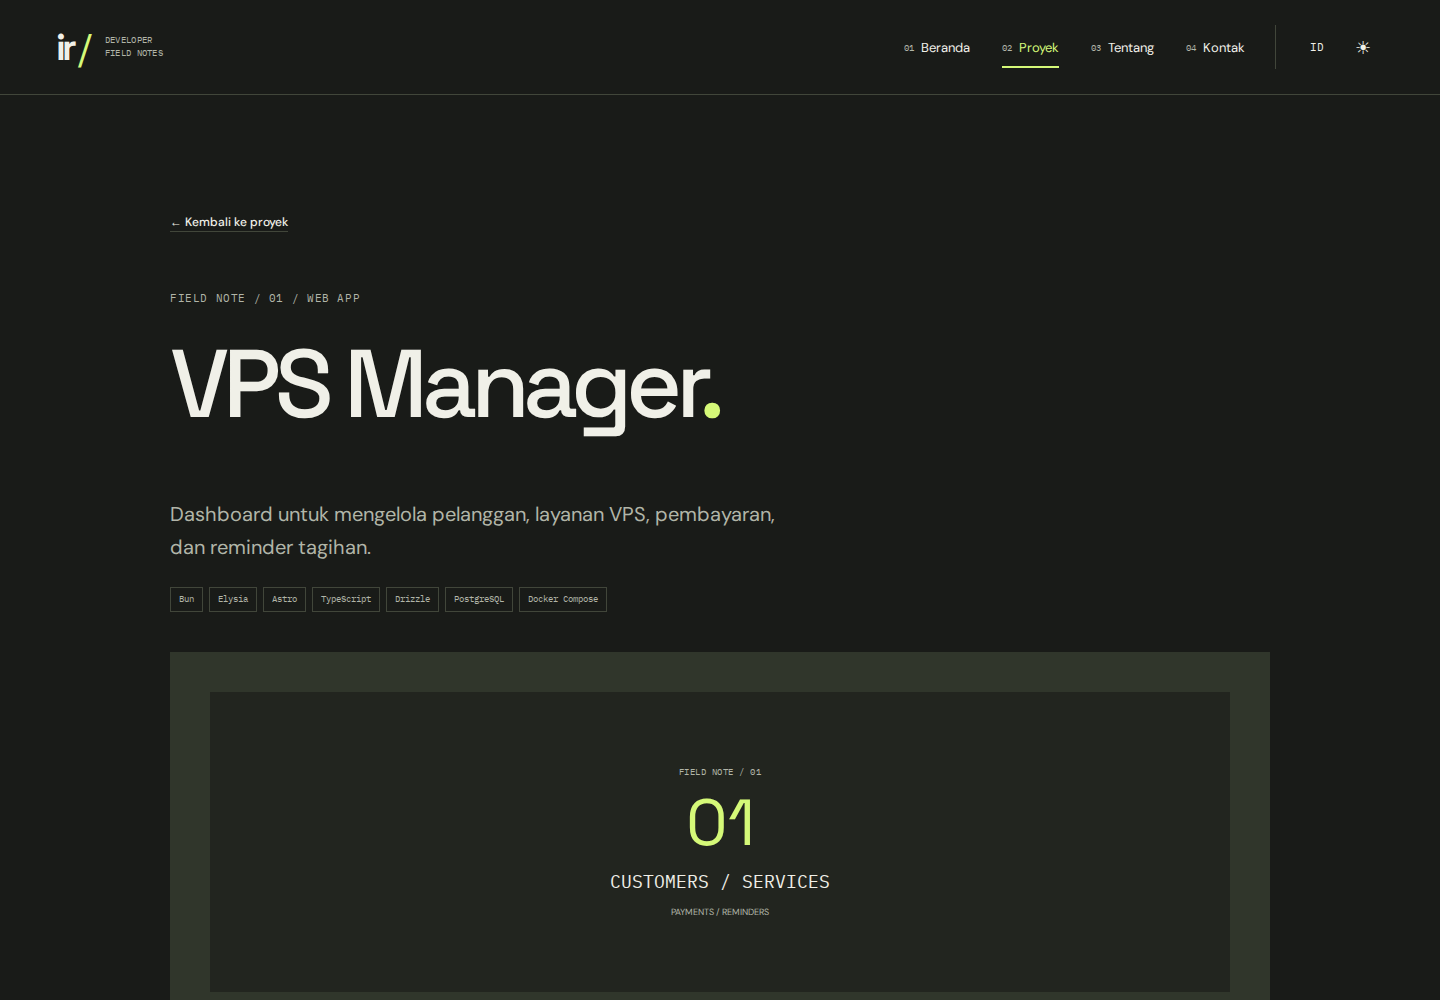 ir/
DEVELOPER
FIELD NOTES
01 Beranda
02 Proyek
03 Tentang
04 Kontak
ID
← Kembali ke proyek
FIELD NOTE / 01 / WEB APP
VPS Manager.
Dashboard untuk mengelola pelanggan, layanan VPS, pembayaran,
dan reminder tagihan.
Bun
Elysia
Astro
TypeScript
Drizzle
PostgreSQL
Docker Compose
FIELD NOTE / 01
01
CUSTOMERS / SERVICES
PAYMENTS / REMINDERS